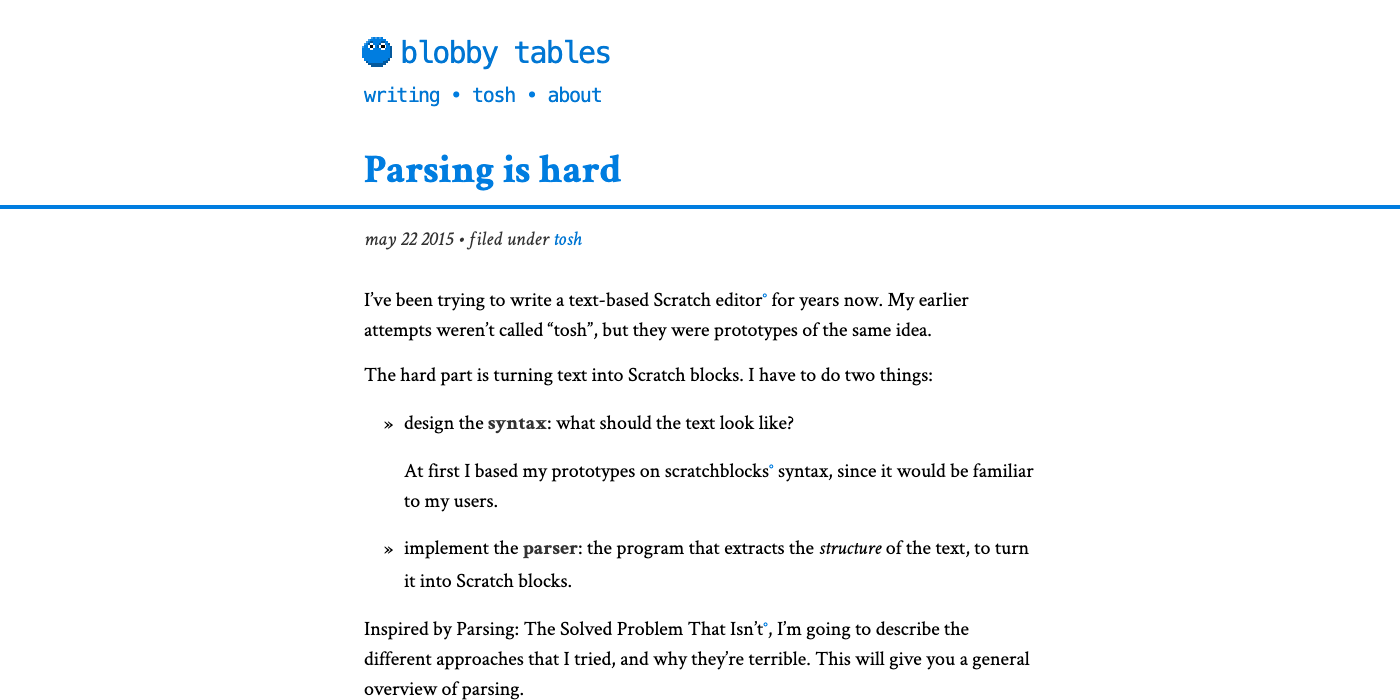 blobby tables
writing • tosh • about
Parsing is hard
may 22 2015 • filed under tosh
I’ve been trying to write a text-based Scratch editor° for years now. My earlier
attempts weren’t called “tosh”, but they were prototypes of the same idea.
The hard part is turning text into Scratch blocks. I have to do two things:
» design the syntax: what should the text look like?
At first I based my prototypes on scratchblocks° syntax, since it would be familiar
to my users.
» implement the parser: the program that extracts the structure of the text, to turn
it into Scratch blocks.
Inspired by Parsing: The Solved Problem That Isn’t°, I’m going to describe the
different approaches that I tried, and why they’re terrible. This will give you a general
overview of parsing.